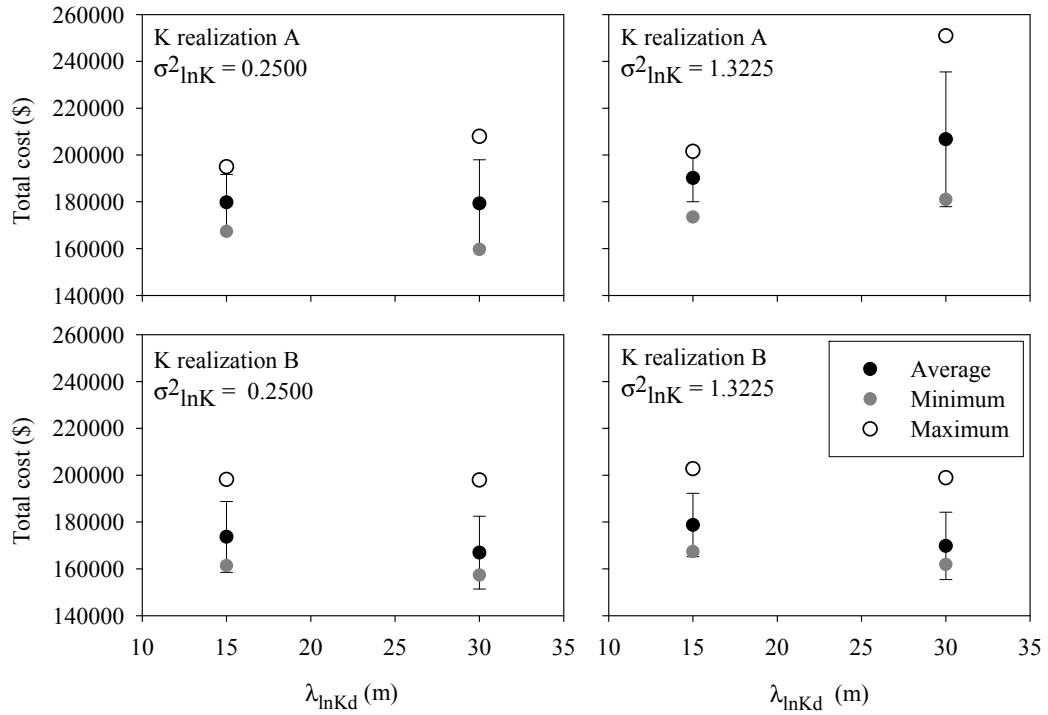 260000
240000
220000
200000
180000
160000
140000
Total cost ($)
K realization A
σ²lnK = 0.2500
K realization A
σ²lnK = 1.3225
260000
240000
220000
200000
180000
160000
140000
Total cost ($)
K realization B
σ²lnK = 0.2500
K realization B
σ²lnK = 1.3225
Average
Minimum
Maximum
10 15 20 25 30 35
10 15 20 25 30 35
λlnKd (m)
λlnKd (m)